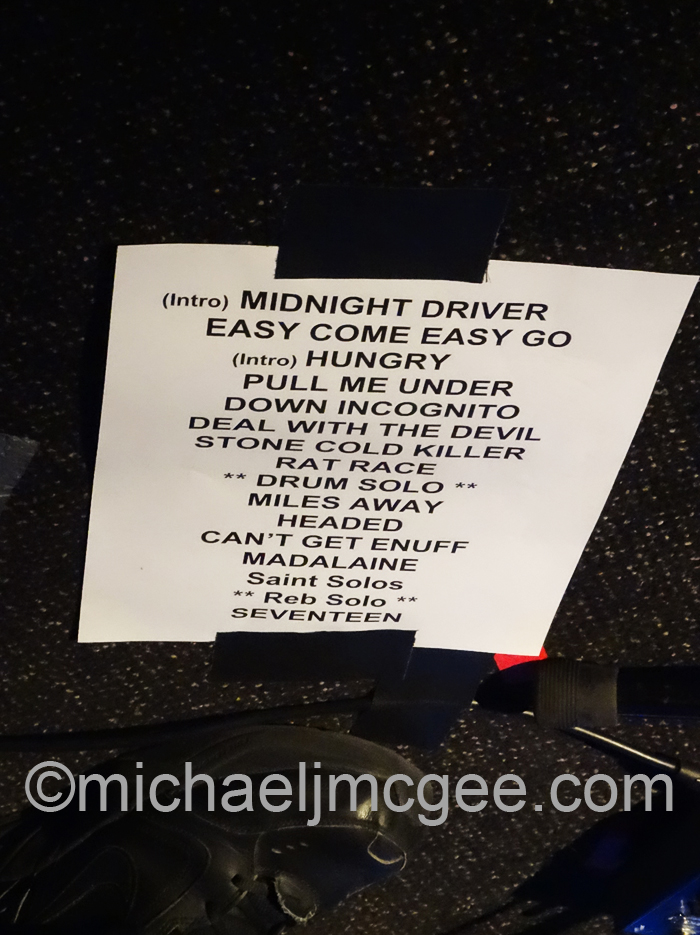 (Intro) MIDNIGHT DRIVER
EASY COME EASY GO
(Intro) HUNGRY
PULL ME UNDER
DOWN INCOGNITO
DEAL WITH THE DEVIL
STONE COLD KILLER
RAT RACE
** DRUM SOLO **
MILES AWAY
HEADED
CAN'T GET ENUFF
MADALAINE
Saint Solos
** Reb Solo **
SEVENTEEN
©michaeljmcgee.com